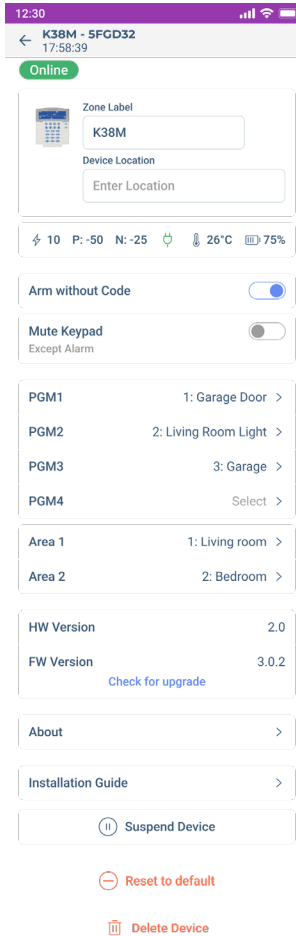 12:30
K38M - 5FGD32
17:58:39
Online
Zone Label
K38M
Device Location
Enter Location
10 P: -50 N: -25 26°C 75%
Arm without Code
Mute Keypad
Except Alarm
PGM1 1: Garage Door
PGM2 2: Living Room Light
PGM3 3: Garage
PGM4 Select
Area 1 1: Living room
Area 2 2: Bedroom
HW Version 2.0
FW Version 3.0.2
Check for upgrade
About
Installation Guide
Suspend Device
Reset to default
Delete Device